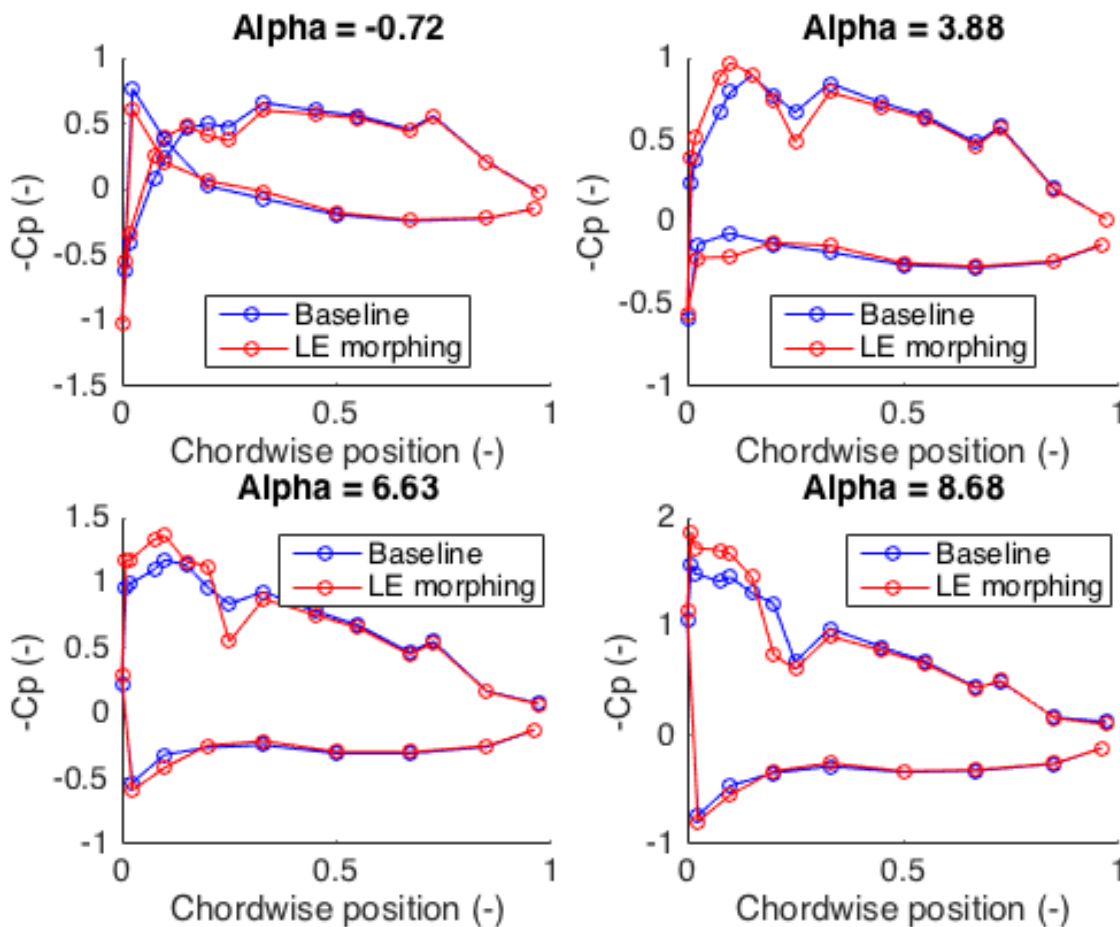 Alpha = -0.72
1
0.5
0
-0.5
-1
-1.5
-Cp (-)
Baseline
LE morphing
0
0.5
1
Chordwise position (-)
Alpha = 3.88
1
0.5
0
-0.5
-1
-Cp (-)
Baseline
LE morphing
0
0.5
1
Chordwise position (-)
Alpha = 6.63
1.5
1
0.5
0
-0.5
-1
-Cp (-)
Baseline
LE morphing
0
0.5
1
Chordwise position (-)
Alpha = 8.68
2
1
0
-1
-Cp (-)
Baseline
LE morphing
0
0.5
1
Chordwise position (-)